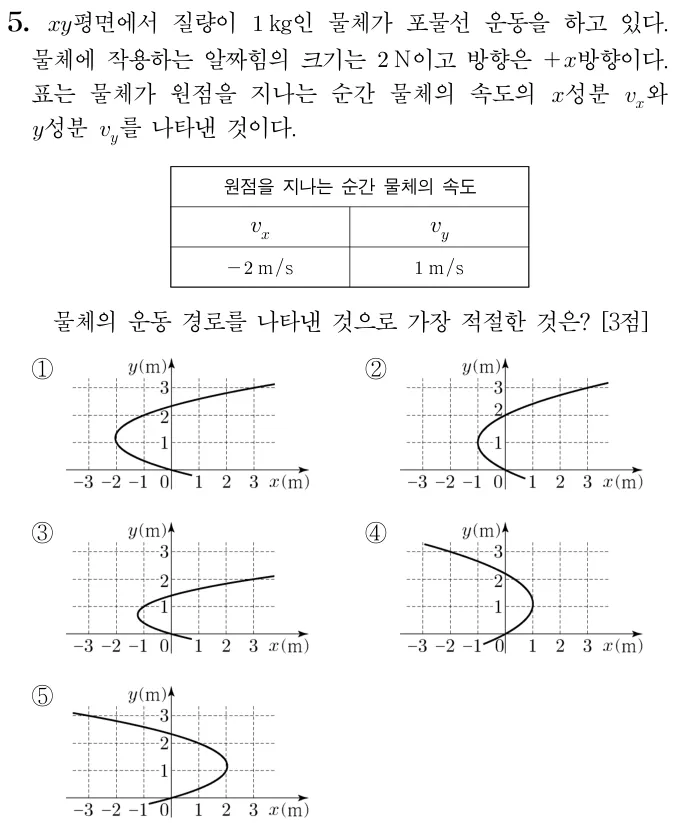 5. xy평면에서 질량이 1 kg인 물체가 포물선 운동을 하고 있다.
물체에 작용하는 알짜힘의 크기는 2 N이고 방향은 +x방향이다.
표는 물체가 원점을 지나는 순간 물체의 속도의 x성분 vₓ와
y성분 v_y를 나타낸 것이다.
원점을 지나는 순간 물체의 속도
vₓ v_y
−2 m/s 1 m/s
물체의 운동 경로를 나타낸 것으로 가장 적절한 것은? [3점]
① y(m)
3
2
1
−3 −2 −1 0 1 2 3 x(m)
② y(m)
3
2
1
−3 −2 −1 0 1 2 3 x(m)
③ y(m)
3
2
1
−3 −2 −1 0 1 2 3 x(m)
④ y(m)
3
2
1
−3 −2 −1 0 1 2 3 x(m)
⑤ y(m)
3
2
1
−3 −2 −1 0 1 2 3 x(m)